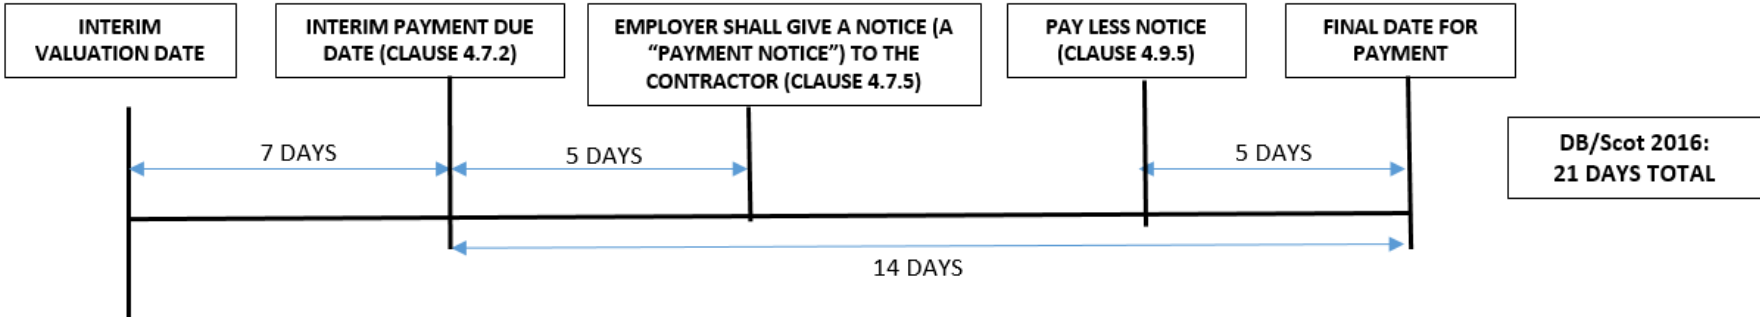 INTERIM
VALUATION DATE
INTERIM PAYMENT DUE
DATE (CLAUSE 4.7.2)
EMPLOYER SHALL GIVE A NOTICE (A
“PAYMENT NOTICE”) TO THE
CONTRACTOR (CLAUSE 4.7.5)
PAY LESS NOTICE
(CLAUSE 4.9.5)
FINAL DATE FOR
PAYMENT
7 DAYS
5 DAYS
5 DAYS
DB/Scot 2016:
21 DAYS TOTAL
14 DAYS